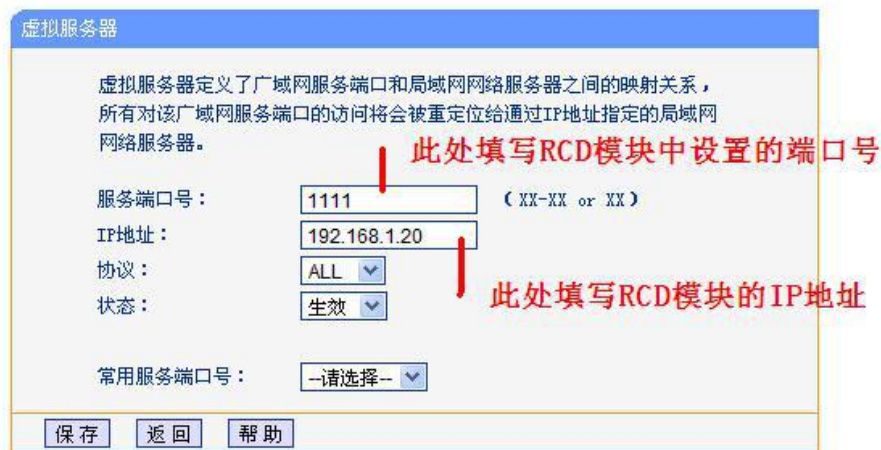 虚拟服务器
虚拟服务器定义了广域网服务端口和局域网网络服务器之间的映射关系，
所有对该广域网服务端口的访问将会被重定位给通过IP地址指定的局域网
网络服务器。
此处填写RCD模块中设置的端口号
服务端口号： 1111 （XX-XX or XX）
IP地址： 192.168.1.20
协议： ALL
此处填写RCD模块的IP地址
状态： 生效
常用服务端口号： --请选择--
保存 返回 帮助